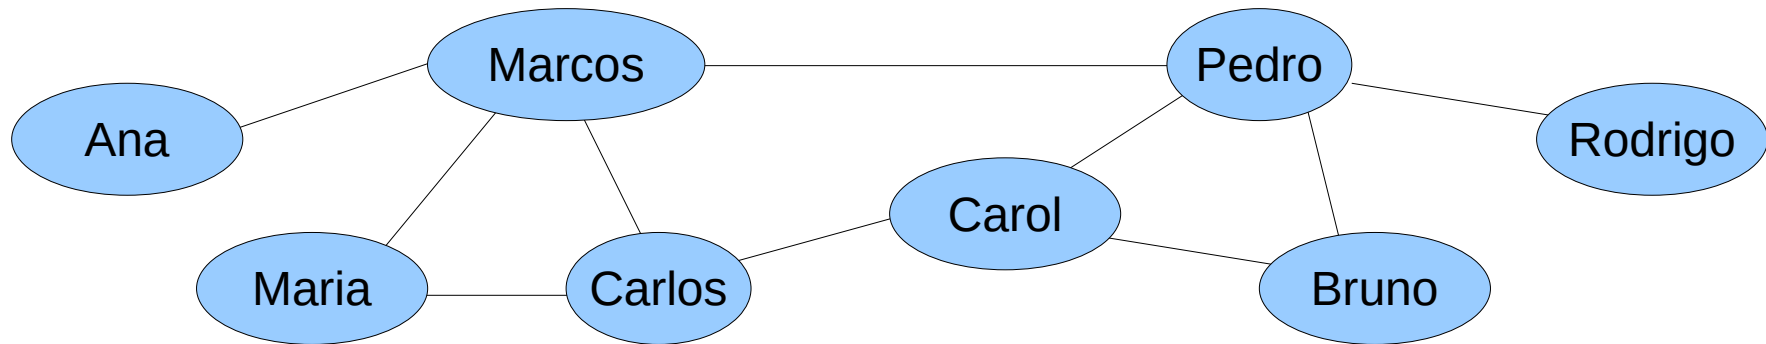 Marcos
Pedro
Ana
Rodrigo
Carol
Maria
Carlos
Bruno